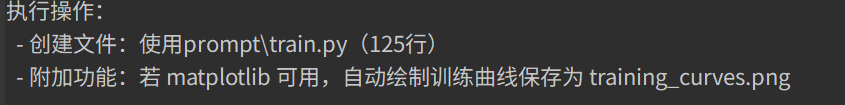 执行操作：
- 创建文件：使用prompt\train.py（125行）
- 附加功能：若 matplotlib 可用，自动绘制训练曲线保存为 training_curves.png